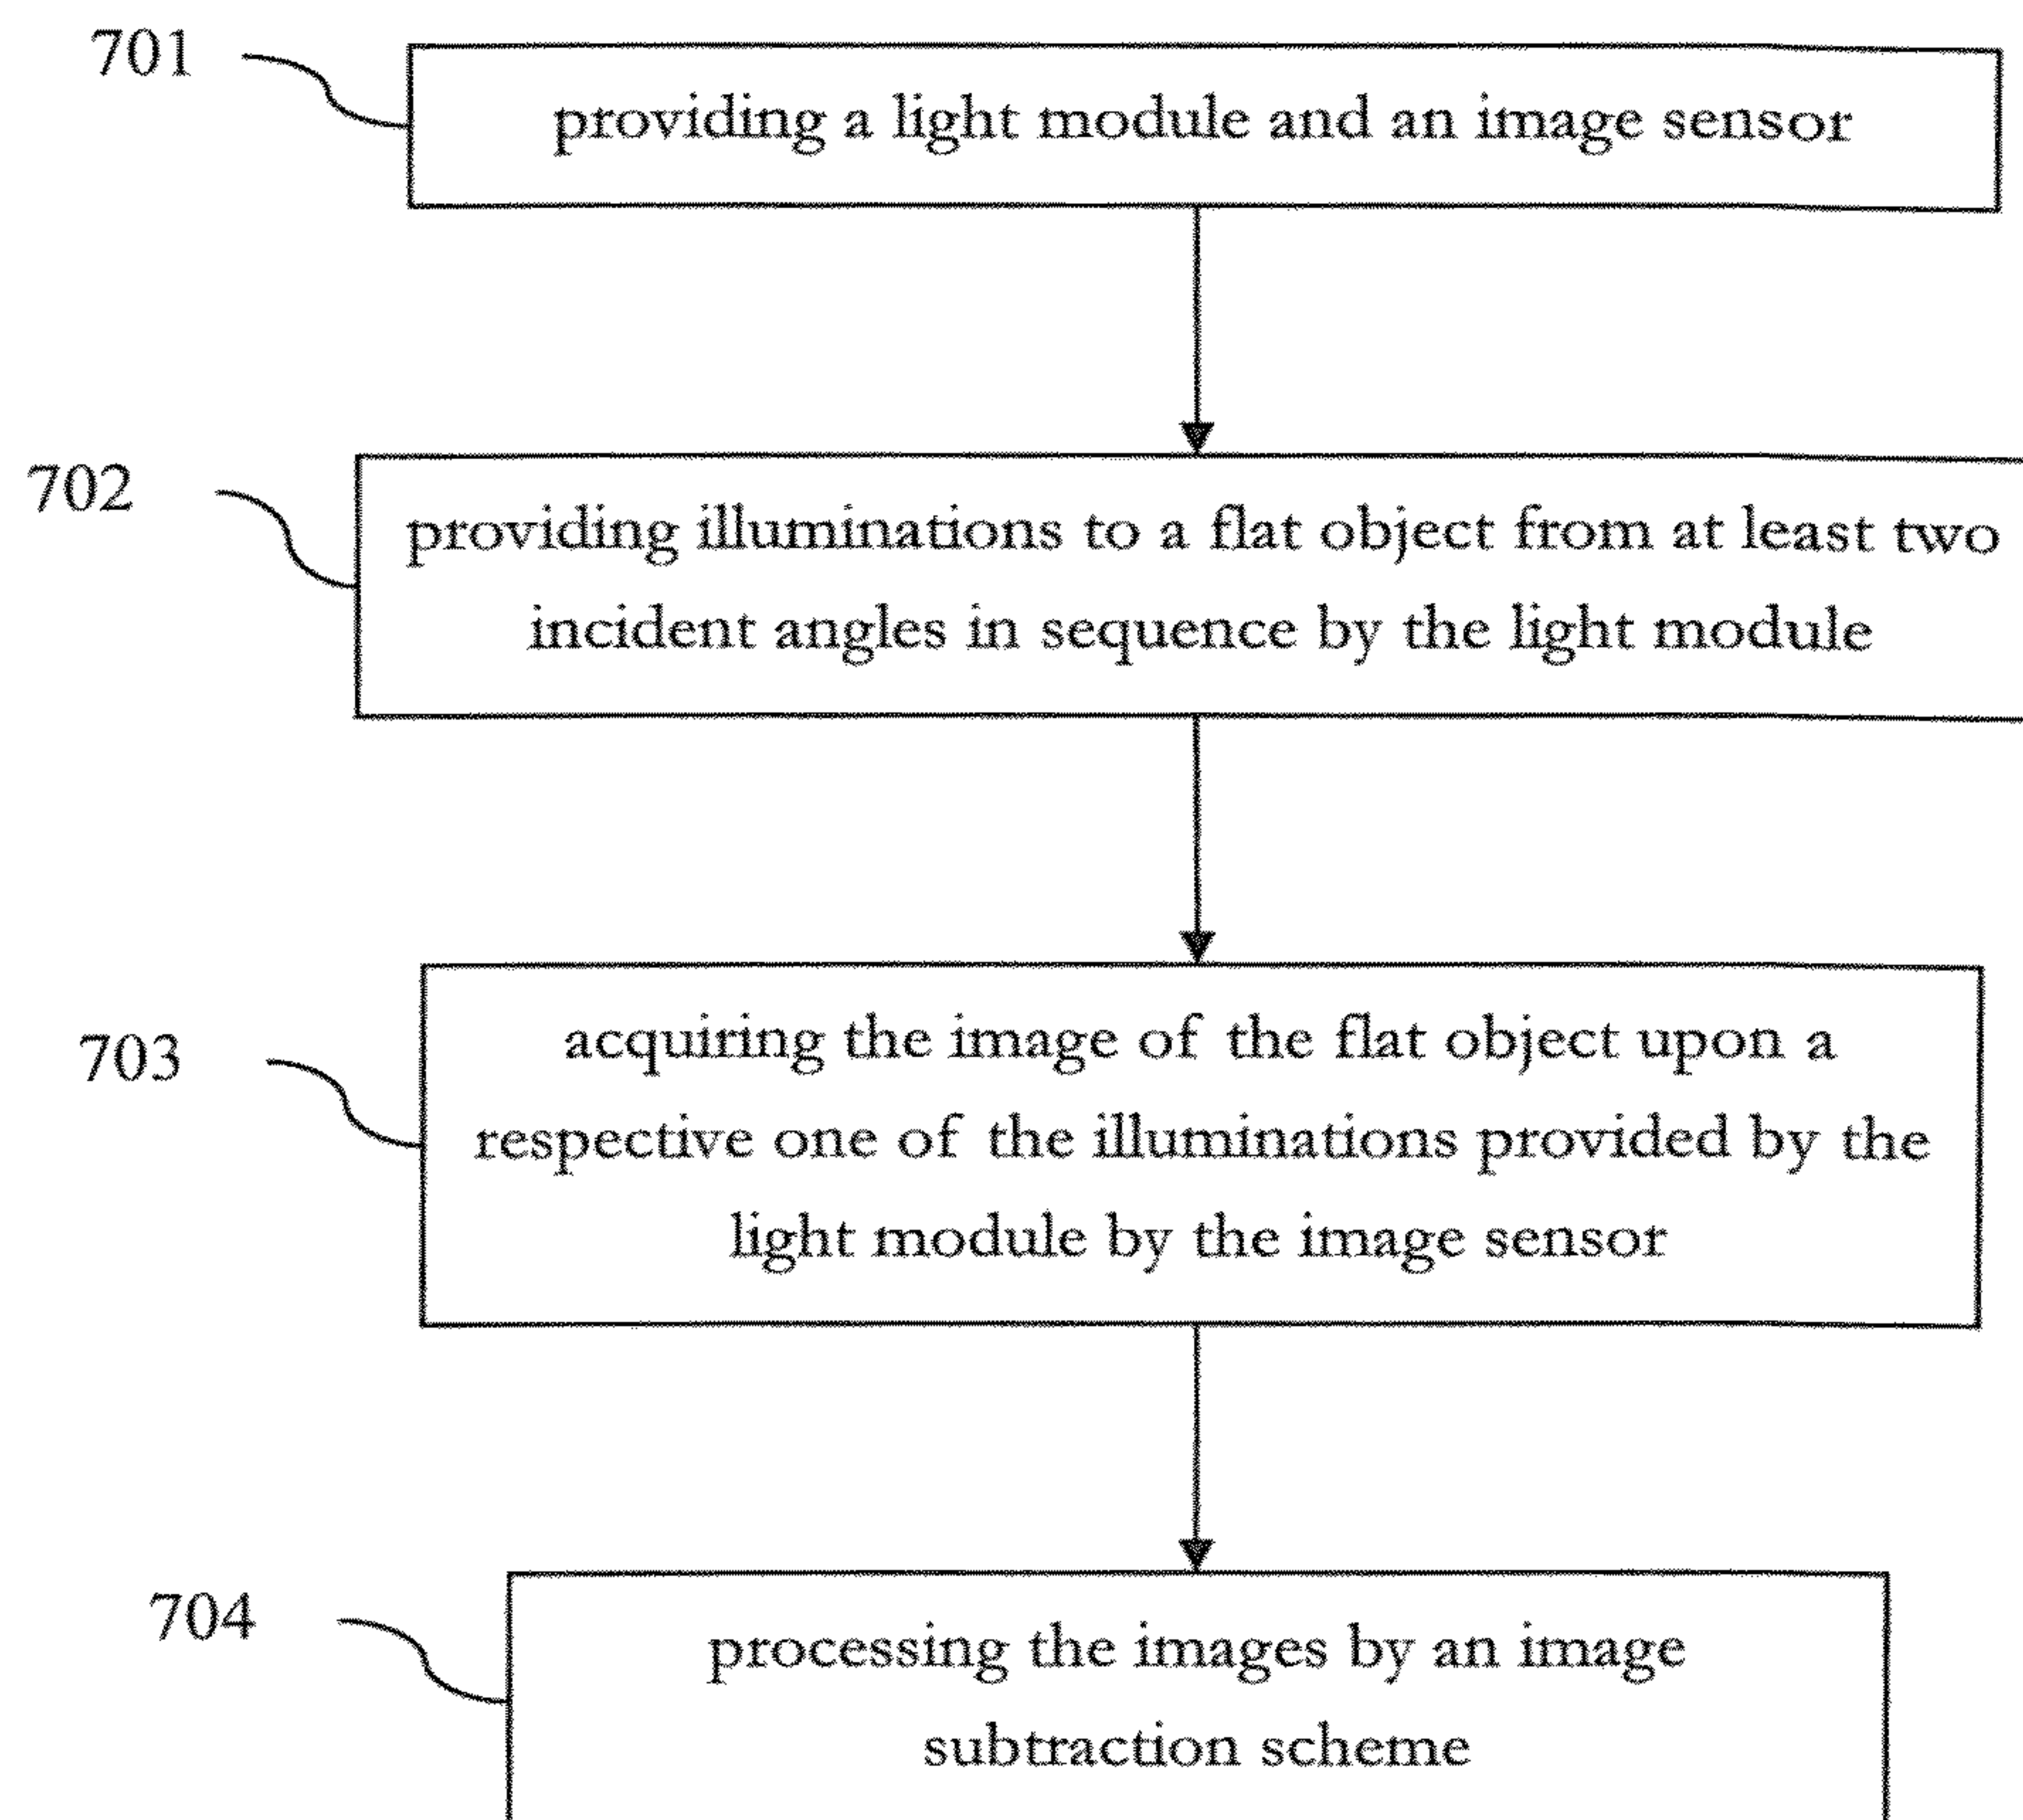 701
providing a light module and an image sensor
702
providing illuminations to a flat object from at least two
incident angles in sequence by the light module
703
acquiring the image of the flat object upon a
respective one of the illuminations provided by the
light module by the image sensor
704
processing the images by an image
subtraction scheme